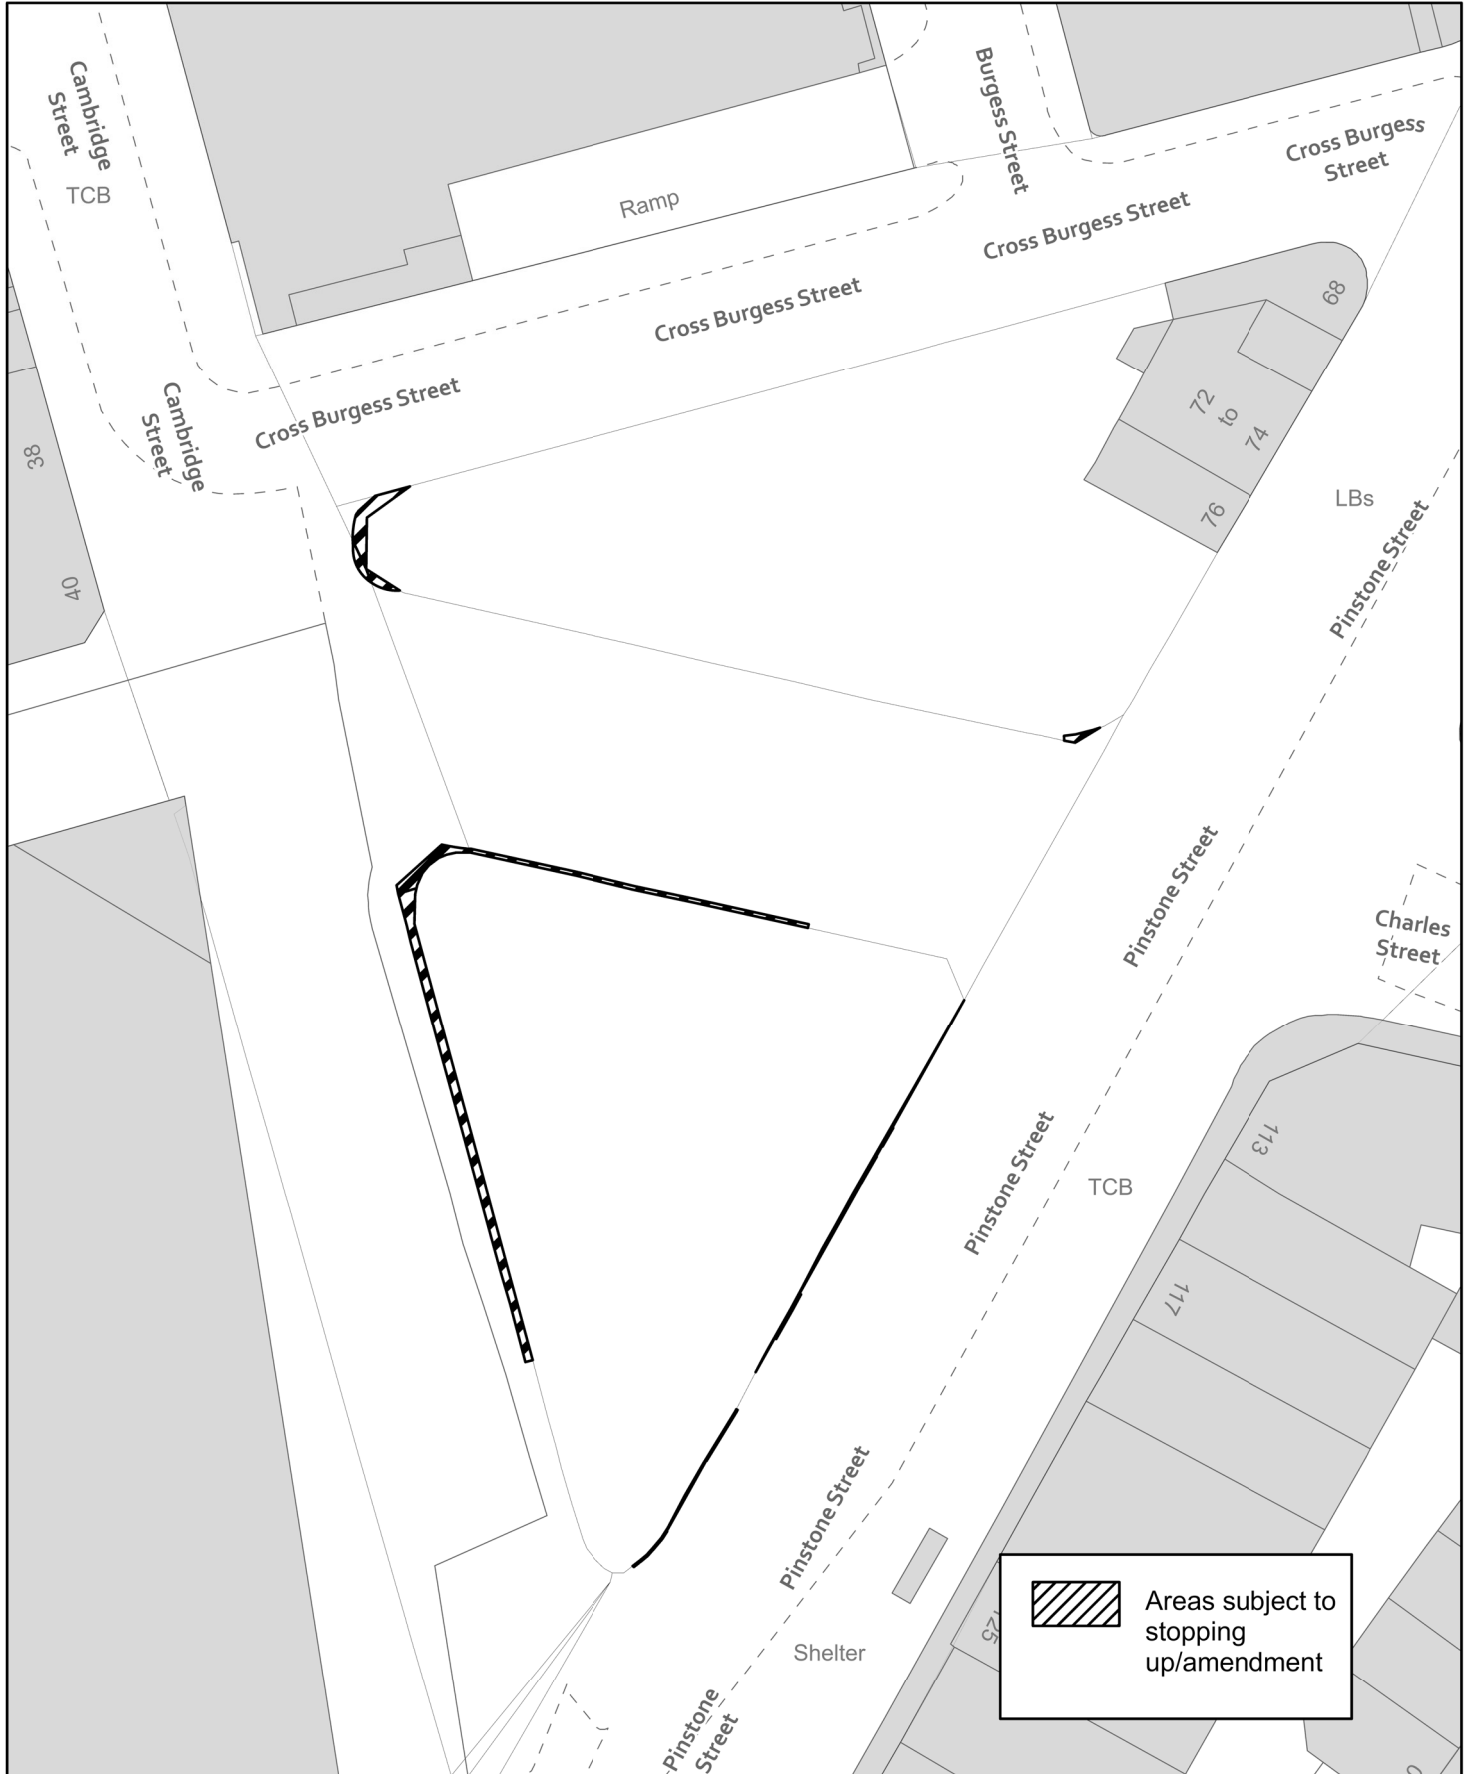 Cambridge
Street
TCB
Burgess Street
Cross Burgess
Street
Ramp
Cross Burgess Street
Cross Burgess Street
Cross Burgess Street
68
Cambridge
Street
38
72
to
74
76
LBs
Pinstone Street
40
Pinstone Street
Charles
Street
Pinstone Street
113
TCB
117
Pinstone Street
Areas subject to
stopping
up/amendment
Shelter
Pinstone
Street